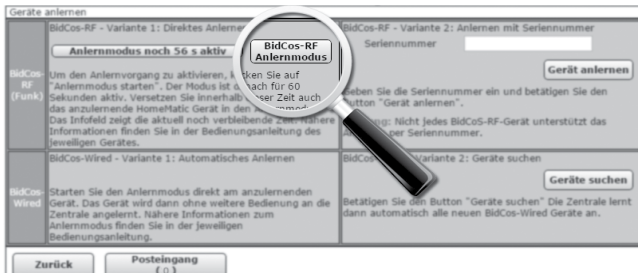 Geräte anlernen
BidCos-RF - Variante 1: Direktes Anlernen
BidCos-RF - Variante 2: Anlernen mit Seriennummer
Anlernmodus noch 56 s aktiv
BidCos-RF
Anlernmodus
Seriennummer
Gerät anlernen
BidCos-
RF
(Funk)
Um den Anlernvorgang zu aktivieren, Sie auf
"Anlernmodus starten". Der Modus ist für 60
Sekunden aktiv. Versetzen Sie innerhalb Zeit auch
das anzulernende HomeMatic Gerät in den
Das Infofeld zeigt die aktuell noch verbleibende Zeit. Nähere
Informationen finden Sie in der Bedienungsanleitung des
jeweiligen Gerätes.
Sie die Seriennummer ein und betätigen Sie den
"Gerät anlernen".
Nicht jedes BidCoS-RF-Gerät unterstützt das
per Seriennummer.
BidCos-Wired - Variante 1: Automatisches Anlernen
Variante 2: Geräte suchen
Geräte suchen
BidCos-
Wired
Starten Sie den Anlernmodus direkt am anzulernenden
Gerät. Das Gerät wird dann ohne weitere Bedienung an die
Zentrale angelernt. Nähere Informationen zum
Anlernmodus finden Sie in der jeweiligen
Bedienungsanleitung.
Betätigen Sie den Button "Geräte suchen" Die Zentrale lernt
dann automatisch alle neuen BidCos-Wired Geräte an.
Zurück
Posteingang
(0)